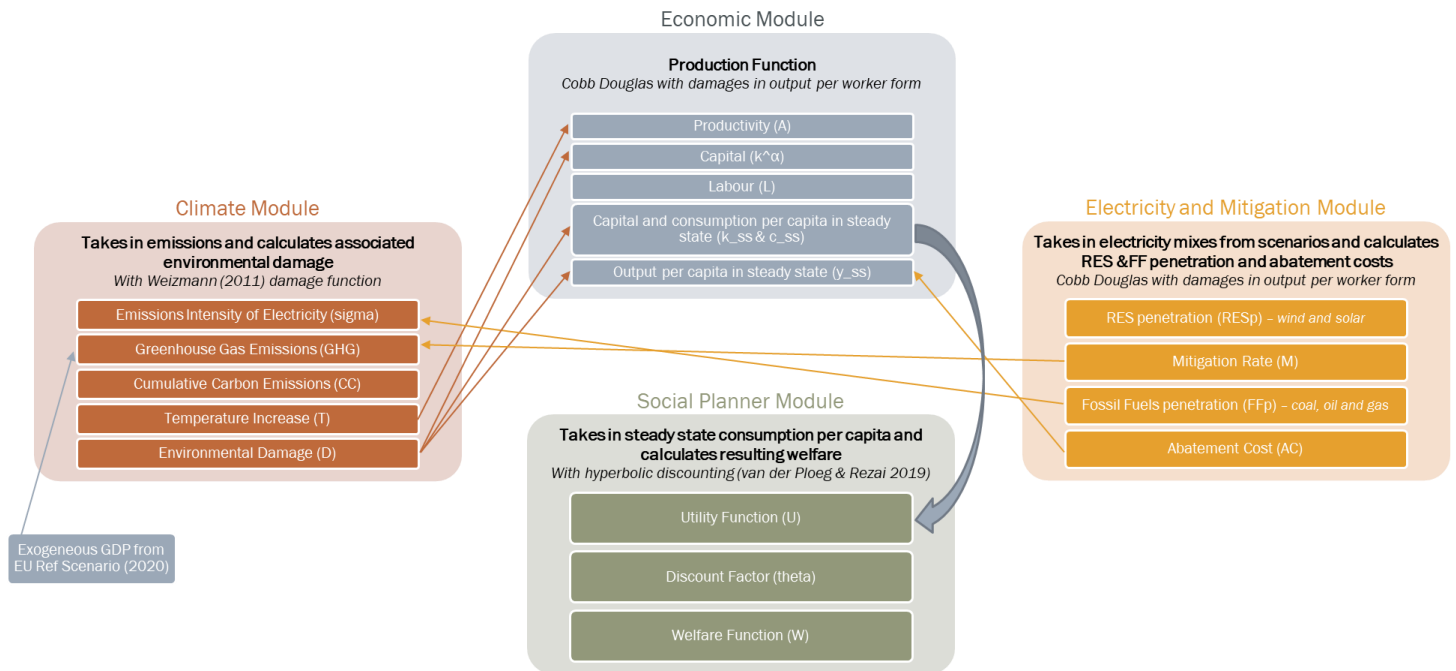 Economic Module
Production Function
Cobb Douglas with damages in output per worker form
Productivity (A)
Capital (k^α)
Labour (L)
Capital and consumption per capita in steady
state (k_ss & c_ss)
Output per capita in steady state (y_ss)
Climate Module
Takes in emissions and calculates associated
environmental damage
With Weizmann (2011) damage function
Emissions Intensity of Electricity (sigma)
Greenhouse Gas Emissions (GHG)
Cumulative Carbon Emissions (CC)
Temperature Increase (T)
Environmental Damage (D)
Exogeneous GDP from
EU Ref Scenario (2020)
Social Planner Module
Takes in steady state consumption per capita and
calculates resulting welfare
With hyperbolic discounting (van der Ploeg & Rezai 2019)
Utility Function (U)
Discount Factor (theta)
Welfare Function (W)
Electricity and Mitigation Module
Takes in electricity mixes from scenarios and calculates
RES &FF penetration and abatement costs
Cobb Douglas with damages in output per worker form
RES penetration (RESp) – wind and solar
Mitigation Rate (M)
Fossil Fuels penetration (FFp) – coal, oil and gas
Abatement Cost (AC)